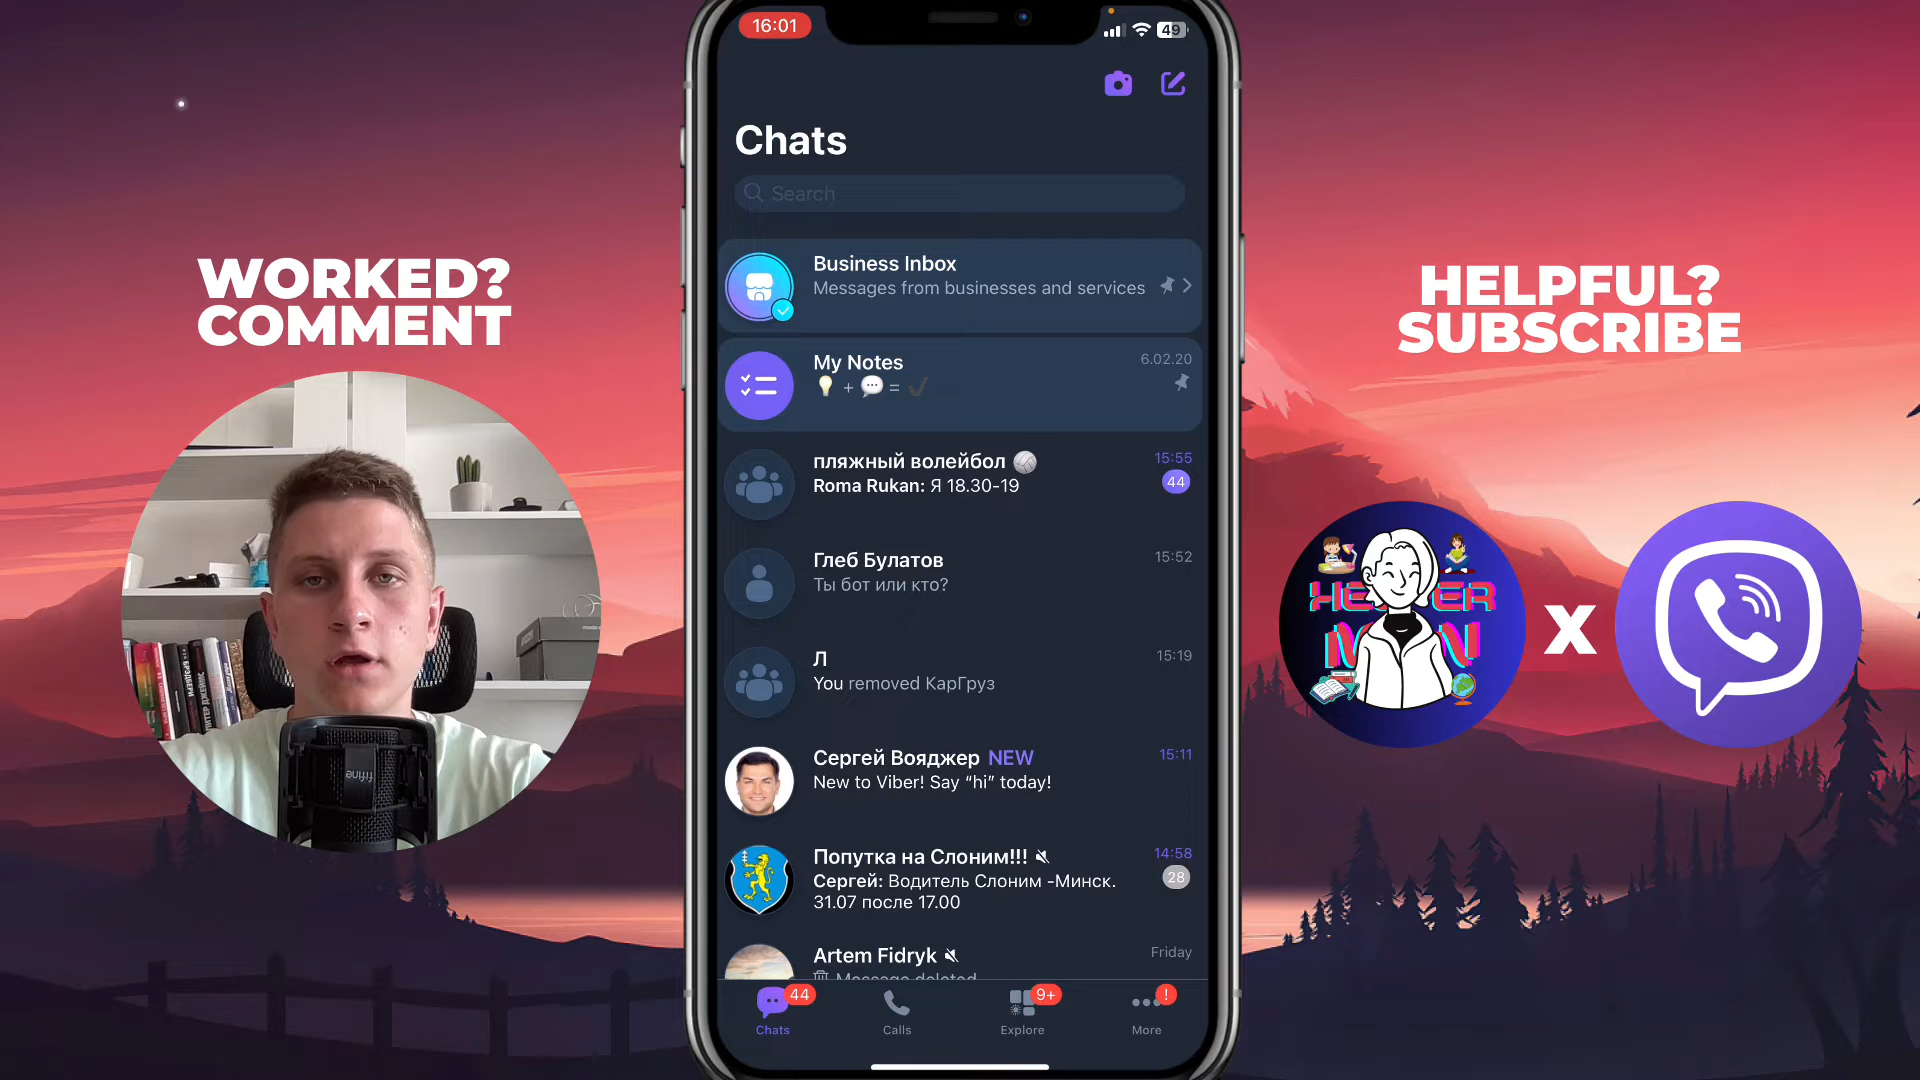 16:01
49
Chats
Search
Business Inbox
Messages from businesses and services
My Notes
6.02.20
💡 + 💬 = ✔
пляжный волейбол 🏐
15:55
Roma Rukan: Я 18.30-19
44
Глеб Булатов
15:52
Ты бот или кто?
Л
15:19
You removed КарГруз
Сергей Вояджер NEW
15:11
New to Viber! Say “hi” today!
Попутка на Слоним!!!
14:58
Сергей: Водитель Слоним -Минск.
28
31.07 после 17.00
Artem Fidryk
Friday
Message deleted
44
9+
!
Chats
Calls
Explore
More
WORKED?
COMMENT
fifine
HELPFUL?
SUBSCRIBE
X